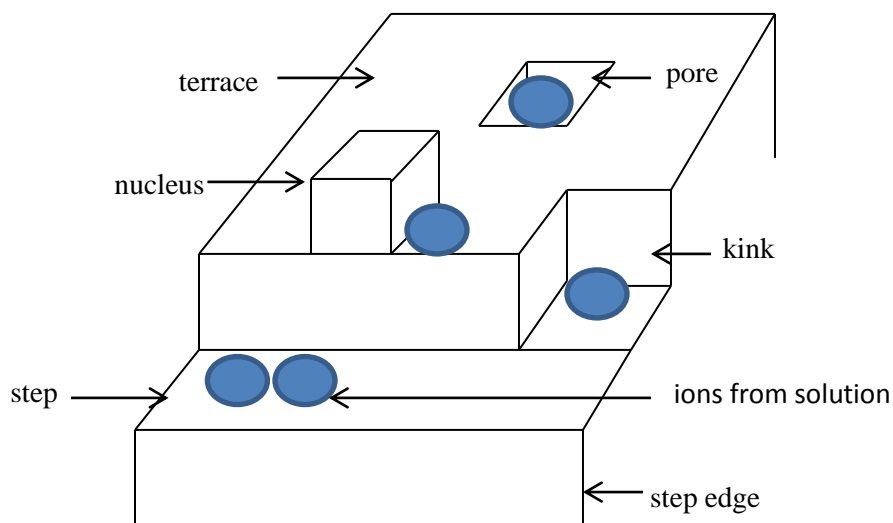 terrace
pore
nucleus
kink
step
ions from solution
step edge